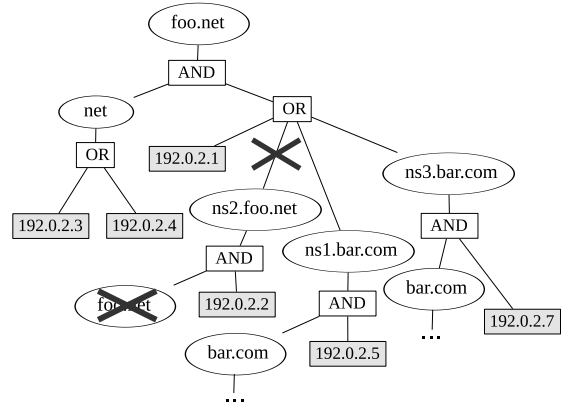 foo.net
AND
net
OR
OR
192.0.2.1
ns3.bar.com
192.0.2.3
192.0.2.4
ns2.foo.net
AND
ns1.bar.com
AND
foo.net
192.0.2.2
bar.com
AND
192.0.2.7
bar.com
192.0.2.5
...
...